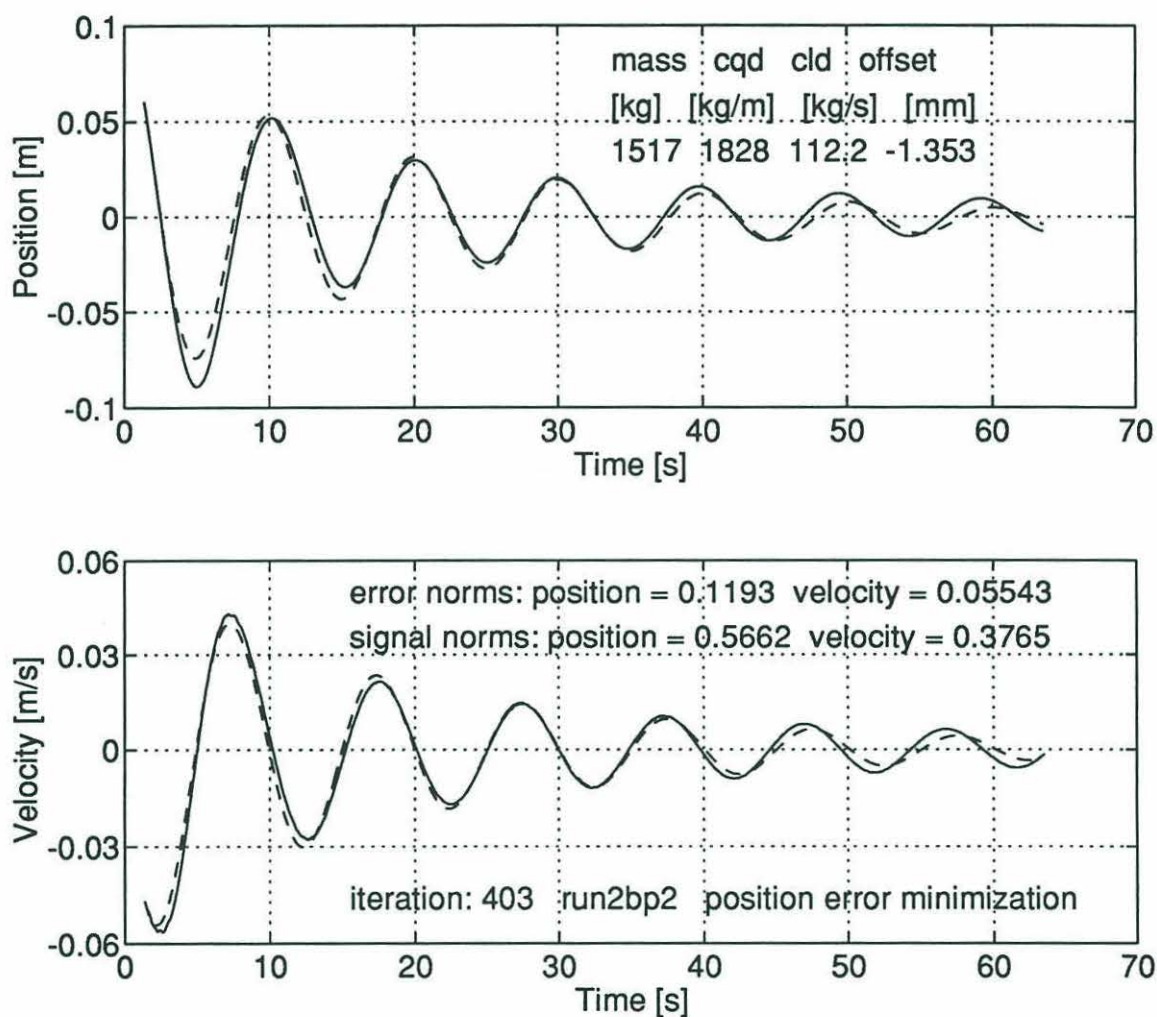 0.1
mass cqd cld offset
[kg] [kg/m] [kg/s] [mm]
1517 1828 112.2 -1.353
0.05
0
-0.05
-0.1
Position [m]
0 10 20 30 40 50 60 70
Time [s]
0.06
error norms: position = 0.1193 velocity = 0.05543
signal norms: position = 0.5662 velocity = 0.3765
0.03
0
-0.03
-0.06
Velocity [m/s]
iteration: 403 run2bp2 position error minimization
0 10 20 30 40 50 60 70
Time [s]